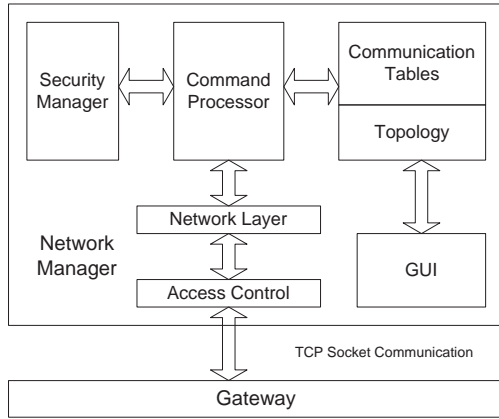 Security
Manager
Command
Processor
Communication
Tables
Topology
Network Layer
Network
Manager
GUI
Access Control
TCP Socket Communication
Gateway